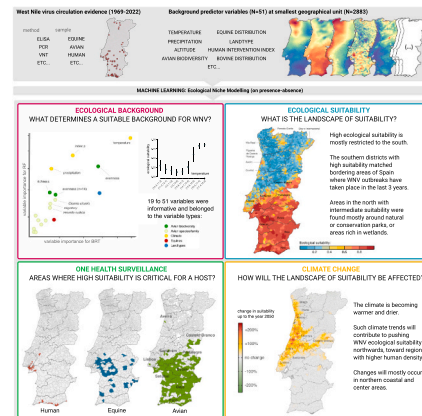 West Nile virus circulation evidence (1969-2022)
method sample
ELISA EQUINE
PCR AVIAN
VNT HUMAN
ETC... ETC...
Background predictor variables (N=51) at smallest geographical unit (N=2883)
TEMPERATURE EQUINE DISTRIBUTION
PRECIPITATION LANDTYPE
ALTITUDE HUMAN INTERVENTION INDEX
AVIAN BIODIVERSITY BOVINE DISTRIBUTION
ETC...
MACHINE LEARNING: Ecological Niche Modelling (on presence-absence)
ECOLOGICAL BACKGROUND
WHAT DETERMINES A SUITABLE BACKGROUND FOR WNV?
variable importance for RF
variable importance for BRT
19 to 51 variables were
informative and belonged
to the variable types:
ECOLOGICAL SUITABILITY
WHAT IS THE LANDSCAPE OF SUITABILITY?
High ecological suitability is
mostly restricted to the south.
The southern districts with
high suitability matched
bordering areas of Spain
where WNV outbreaks have
taken place in the last 3 years.
Areas in the north with
intermediate suitability were
found mostly around natural
or conservation parks, or
areas rich in wetlands.
Ecological suitability
ONE HEALTH SURVEILLANCE
AREAS WHERE HIGH SUITABILITY IS CRITICAL FOR A HOST?
Human Equine Avian
CLIMATE CHANGE
HOW WILL THE LANDSCAPE OF SUITABILITY BE AFFECTED?
change in suitability
up to the year 2050
+200%
+100%
no change
-100%
-200%
The climate is becoming
warmer and drier.
Such climate trends will
contribute to pushing
WNV ecological suitability
northwards, toward regions
with higher human density.
Changes will mostly occur
in northern coastal and
center areas.